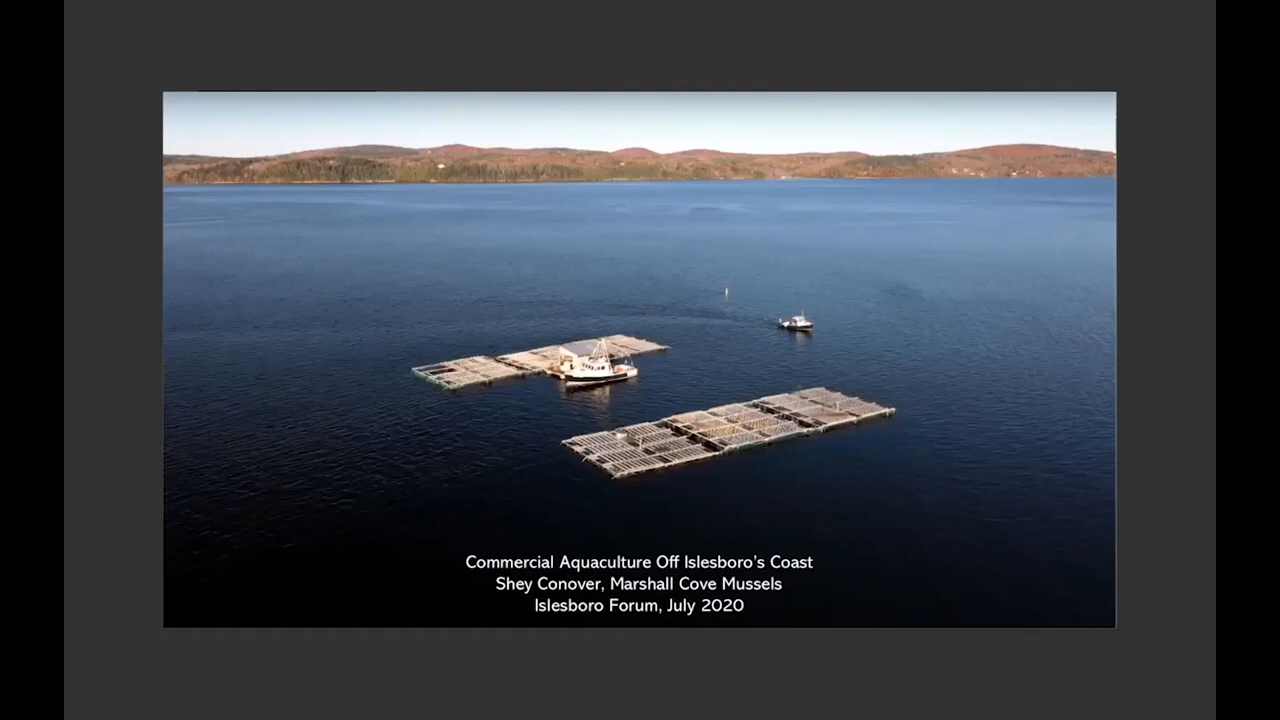 Commercial Aquaculture Off Islesboro's Coast
Shey Conover, Marshall Cove Mussels
Islesboro Forum, July 2020